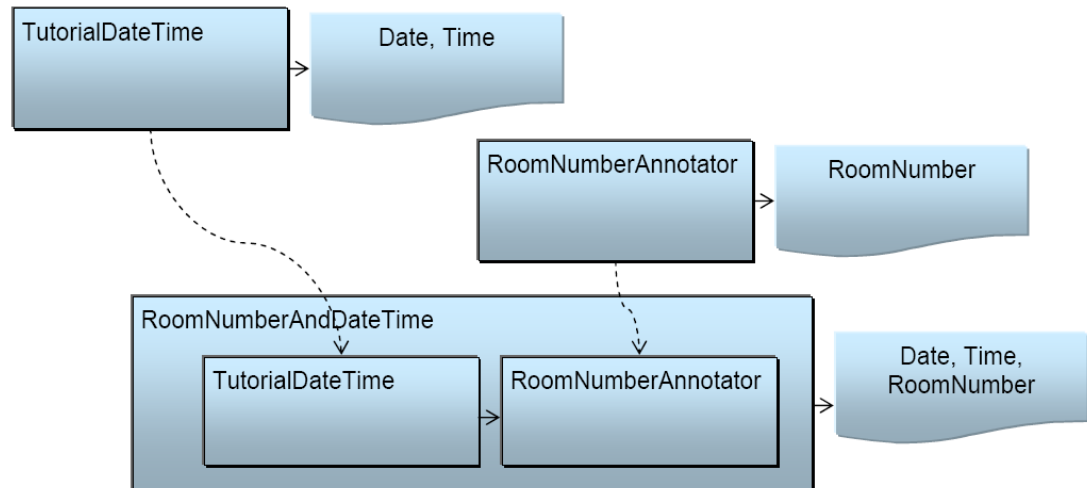 TutorialDateTime
Date, Time
RoomNumberAnnotator
RoomNumber
RoomNumberAndDateTime
TutorialDateTime
RoomNumberAnnotator
Date, Time,
RoomNumber